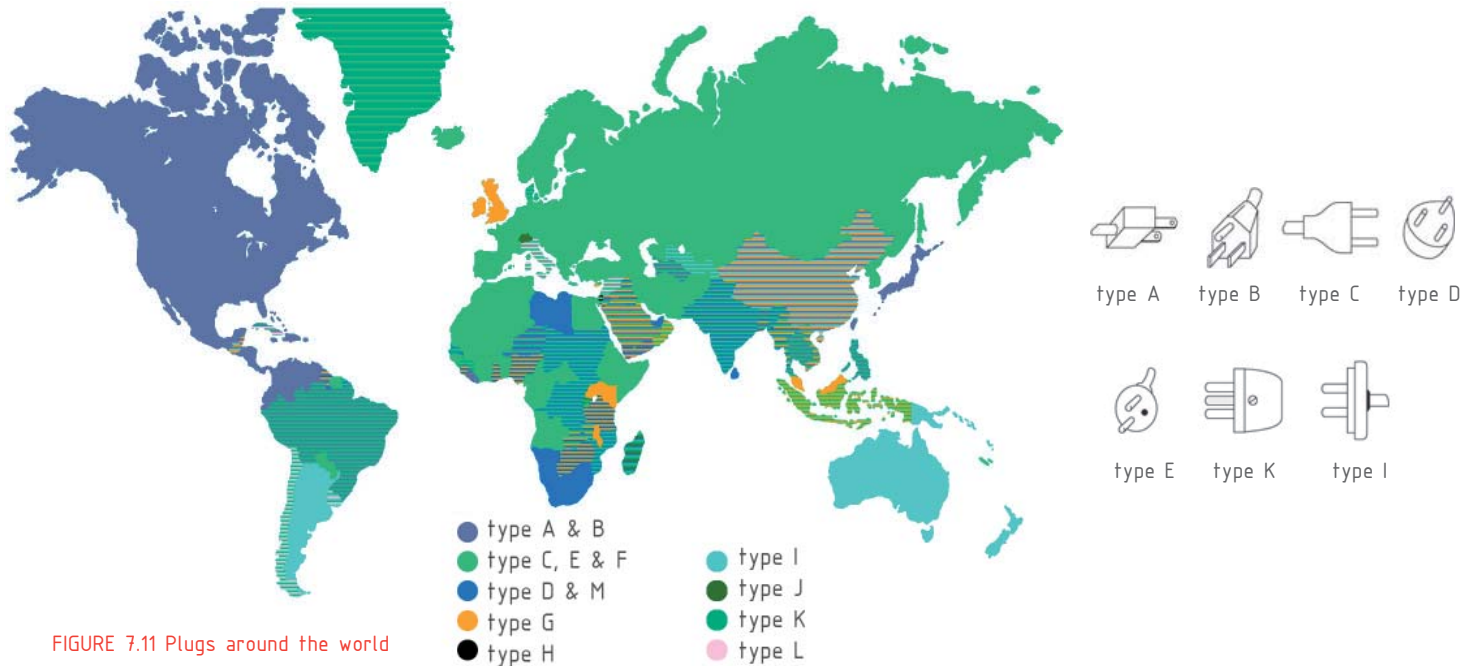 type A
type B
type C
type D
type E
type K
type I
type A & B
type C, E & F
type D & M
type G
type H
type I
type J
type K
type L
FIGURE 7.11 Plugs around the world